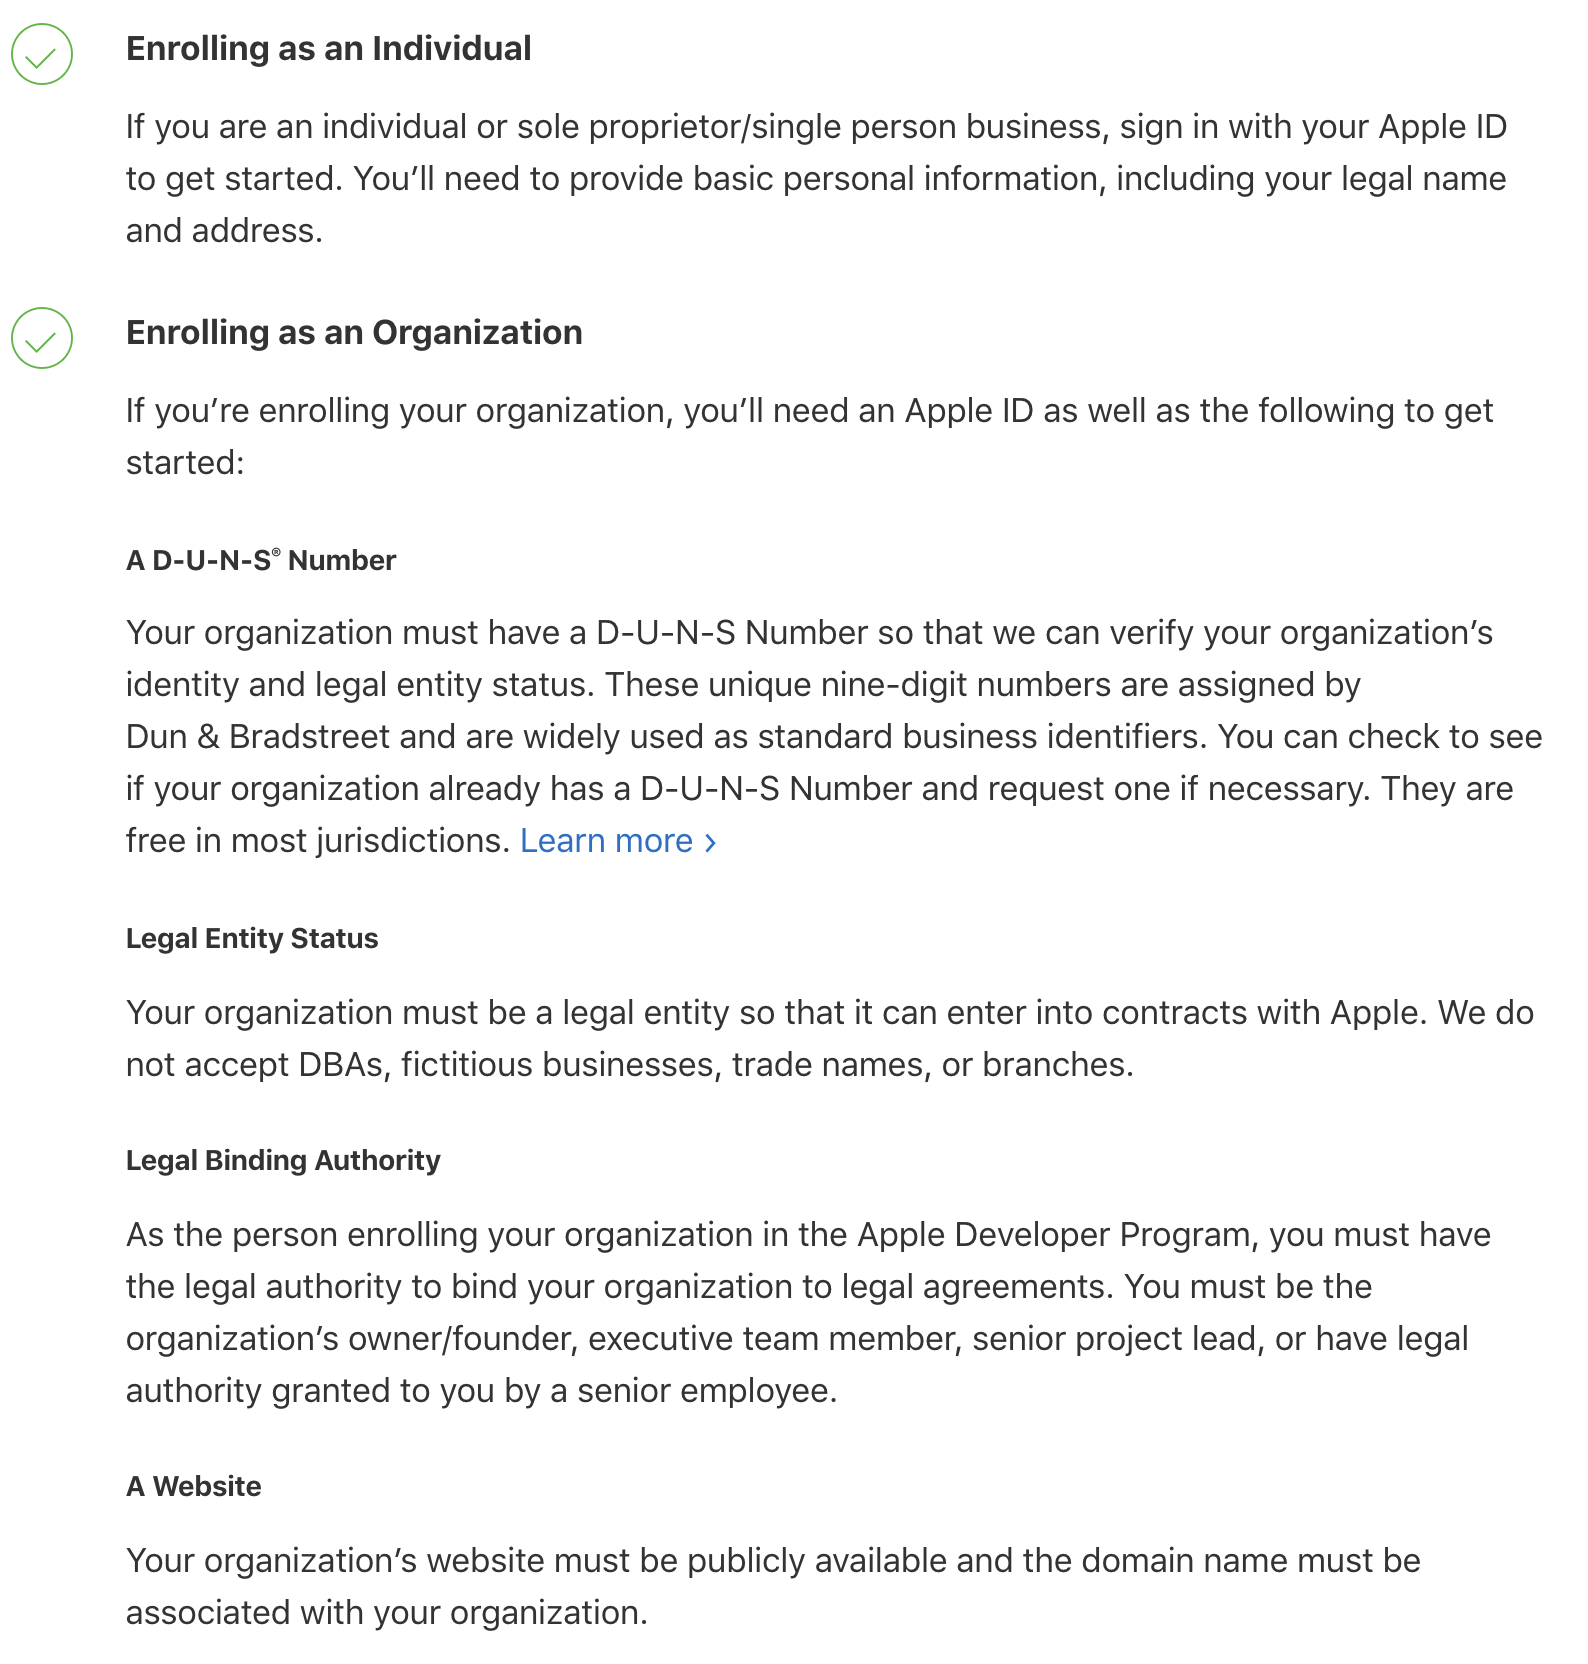 Enrolling as an Individual
If you are an individual or sole proprietor/single person business, sign in with your Apple ID
to get started. You’ll need to provide basic personal information, including your legal name
and address.
Enrolling as an Organization
If you’re enrolling your organization, you’ll need an Apple ID as well as the following to get
started:
A D-U-N-S® Number
Your organization must have a D-U-N-S Number so that we can verify your organization’s
identity and legal entity status. These unique nine-digit numbers are assigned by
Dun & Bradstreet and are widely used as standard business identifiers. You can check to see
if your organization already has a D-U-N-S Number and request one if necessary. They are
free in most jurisdictions. Learn more ›
Legal Entity Status
Your organization must be a legal entity so that it can enter into contracts with Apple. We do
not accept DBAs, fictitious businesses, trade names, or branches.
Legal Binding Authority
As the person enrolling your organization in the Apple Developer Program, you must have
the legal authority to bind your organization to legal agreements. You must be the
organization’s owner/founder, executive team member, senior project lead, or have legal
authority granted to you by a senior employee.
A Website
Your organization’s website must be publicly available and the domain name must be
associated with your organization.